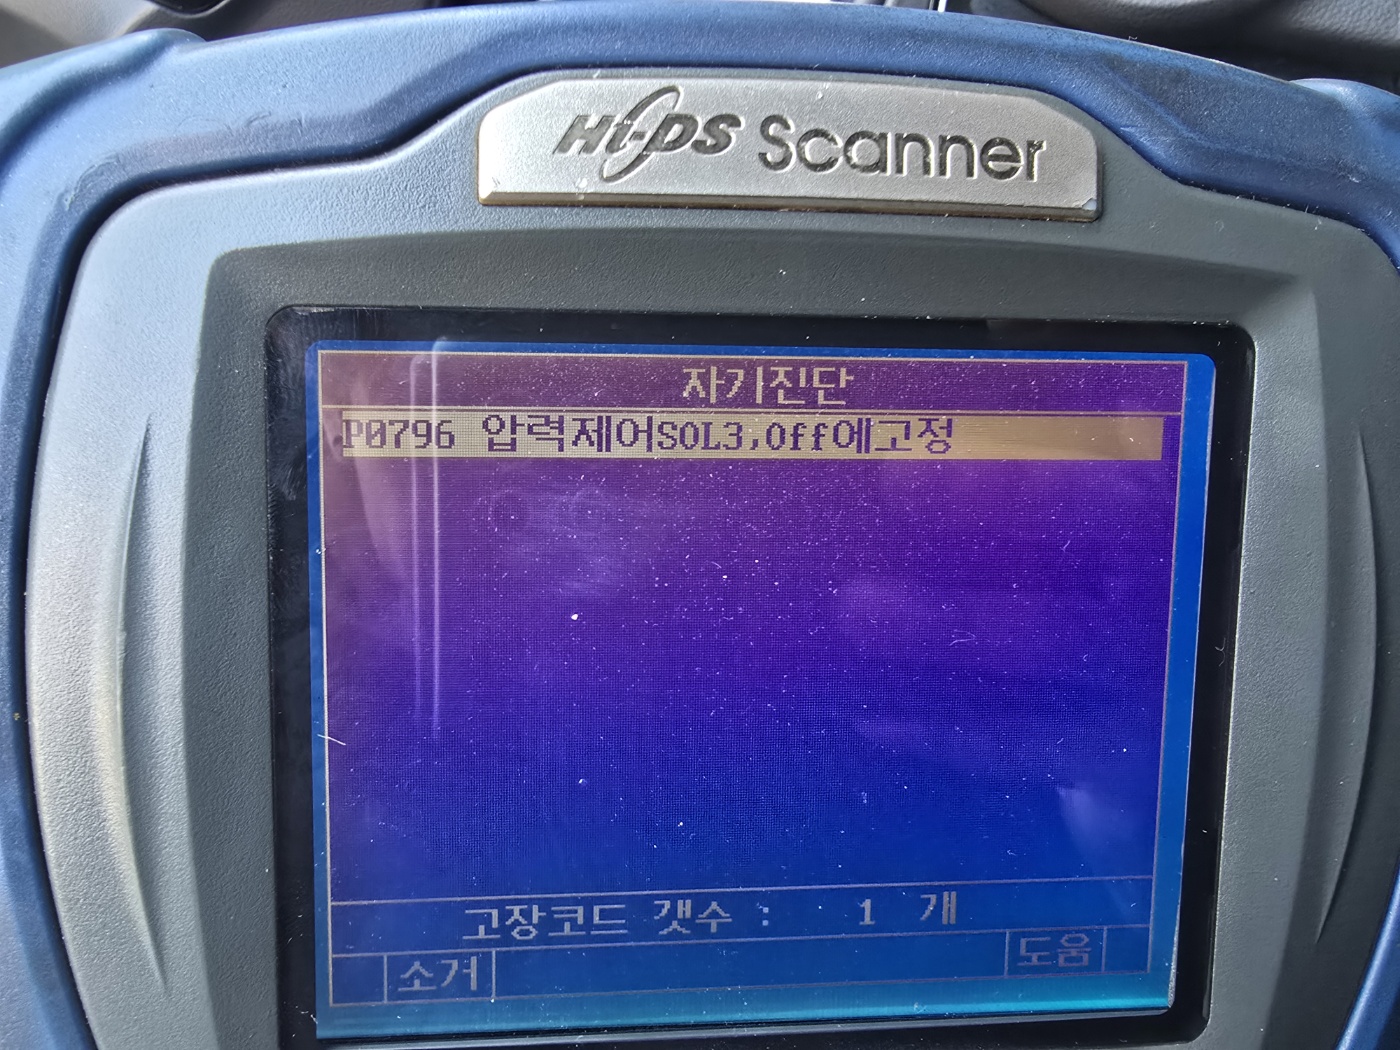 Hi-DS Scanner
자기진단
P0796 압력제어SOL3,Off에고정
고장코드 갯수 : 1 개
소거 도움